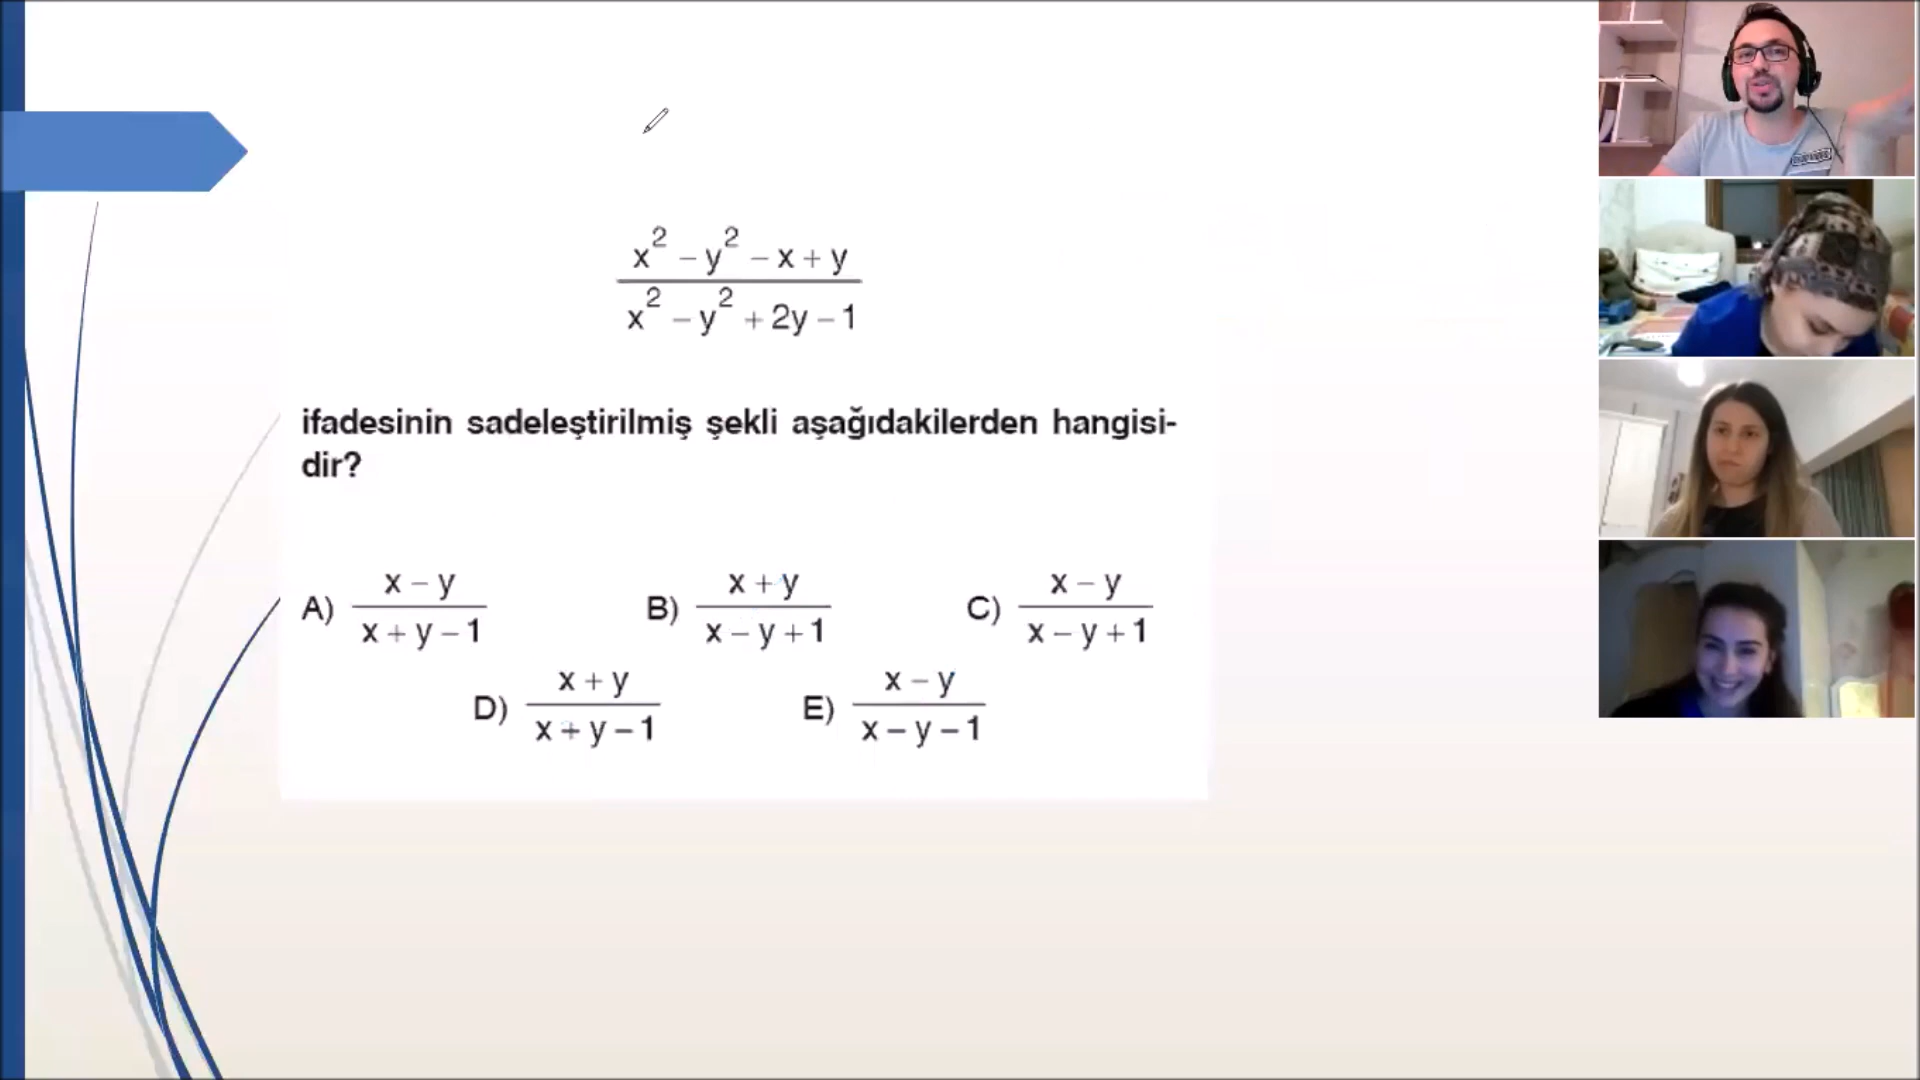 x² – y² – x + y
x² – y² + 2y – 1
ifadesinin sadeleştirilmiş şekli aşağıdakilerden hangisi-
dir?
A) x – y / x + y – 1 B) x + y / x – y + 1 C) x – y / x – y + 1
D) x + y / x + y – 1 E) x – y / x – y – 1